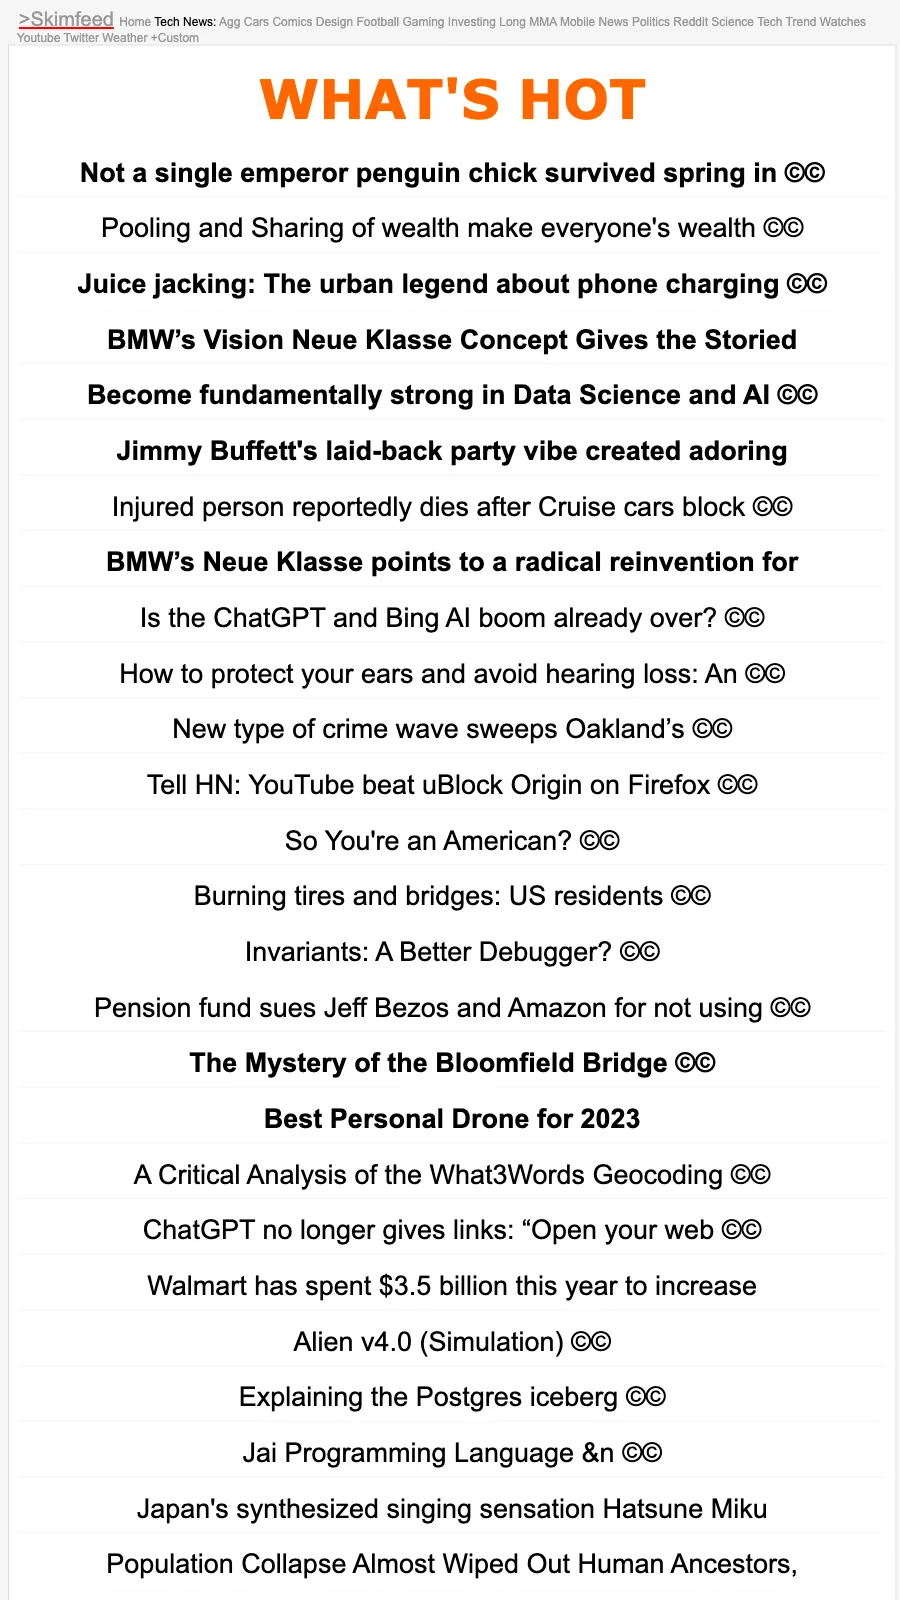 >Skimfeed Home Tech News: Agg Cars Comics Design Football Gaming Investing Long MMA Mobile News Politics Reddit Science Tech Trend Watches
Youtube Twitter Weather +Custom
WHAT'S HOT
Not a single emperor penguin chick survived spring in ©©
Pooling and Sharing of wealth make everyone's wealth ©©
Juice jacking: The urban legend about phone charging ©©
BMW’s Vision Neue Klasse Concept Gives the Storied
Become fundamentally strong in Data Science and AI ©©
Jimmy Buffett's laid-back party vibe created adoring
Injured person reportedly dies after Cruise cars block ©©
BMW’s Neue Klasse points to a radical reinvention for
Is the ChatGPT and Bing AI boom already over? ©©
How to protect your ears and avoid hearing loss: An ©©
New type of crime wave sweeps Oakland’s ©©
Tell HN: YouTube beat uBlock Origin on Firefox ©©
So You're an American? ©©
Burning tires and bridges: US residents ©©
Invariants: A Better Debugger? ©©
Pension fund sues Jeff Bezos and Amazon for not using ©©
The Mystery of the Bloomfield Bridge ©©
Best Personal Drone for 2023
A Critical Analysis of the What3Words Geocoding ©©
ChatGPT no longer gives links: “Open your web ©©
Walmart has spent $3.5 billion this year to increase
Alien v4.0 (Simulation) ©©
Explaining the Postgres iceberg ©©
Jai Programming Language &n ©©
Japan's synthesized singing sensation Hatsune Miku
Population Collapse Almost Wiped Out Human Ancestors,